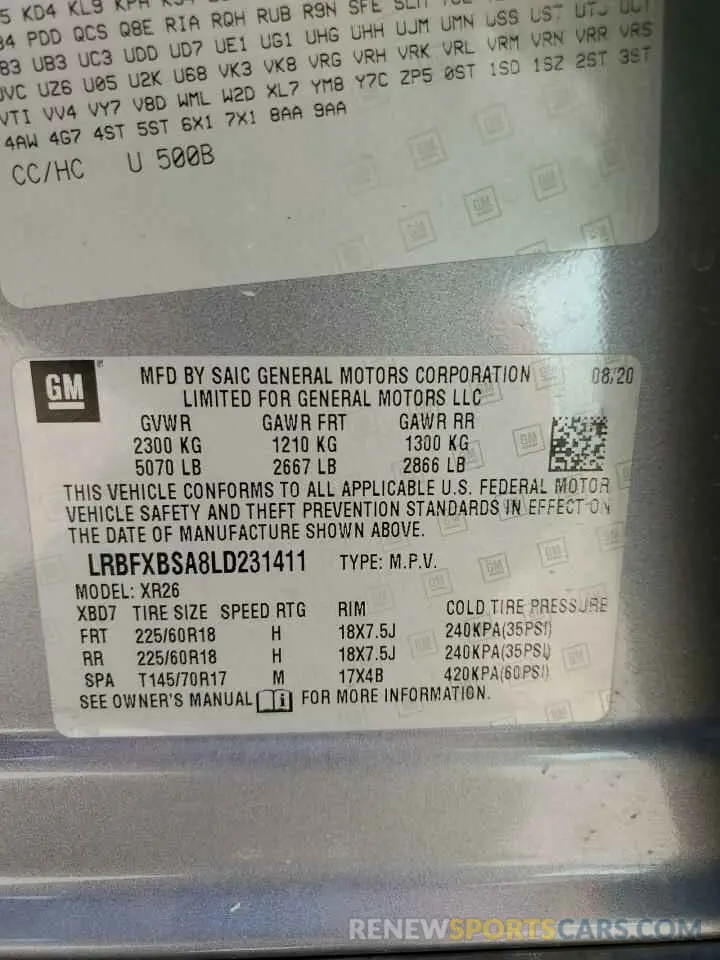 5 KD4 KL9 KPA
84 PDD QCS Q8E RIA RQH RUB R9N SFE
B3 UB3 UC3 UDD UD7 UE1 UG1 UHG UHH UJM UMN USS UST
JVC UZ6 U05 U2K U68 VK3 VK8 VRG VRH VRK VRL VRM VRN VRR VRS
VTI VV4 VY7 V8D WML W2D XL7 YM8 Y7C ZP5 0ST 1SD 1SZ 2ST 3ST
4AW 4G7 4ST 5ST 6X1 7X1 8AA 9AA
CC/HC U 500B
GM
MFD BY SAIC GENERAL MOTORS CORPORATION 08/20
LIMITED FOR GENERAL MOTORS LLC
GVWR GAWR FRT GAWR RR
2300 KG 1210 KG 1300 KG
5070 LB 2667 LB 2866 LB
THIS VEHICLE CONFORMS TO ALL APPLICABLE U.S. FEDERAL MOTOR
VEHICLE SAFETY AND THEFT PREVENTION STANDARDS IN EFFECT ON
THE DATE OF MANUFACTURE SHOWN ABOVE.
LRBFXBSA8LD231411 TYPE: M.P.V.
MODEL: XR26
XBD7 TIRE SIZE SPEED RTG RIM COLD TIRE PRESSURE
FRT 225/60R18 H 18X7.5J 240KPA(35PSI)
RR 225/60R18 H 18X7.5J 240KPA(35PSI)
SPA T145/70R17 M 17X4B 420KPA(60PSI)
SEE OWNER'S MANUAL FOR MORE INFORMATION.
RENEWSPORTSCARS.COM